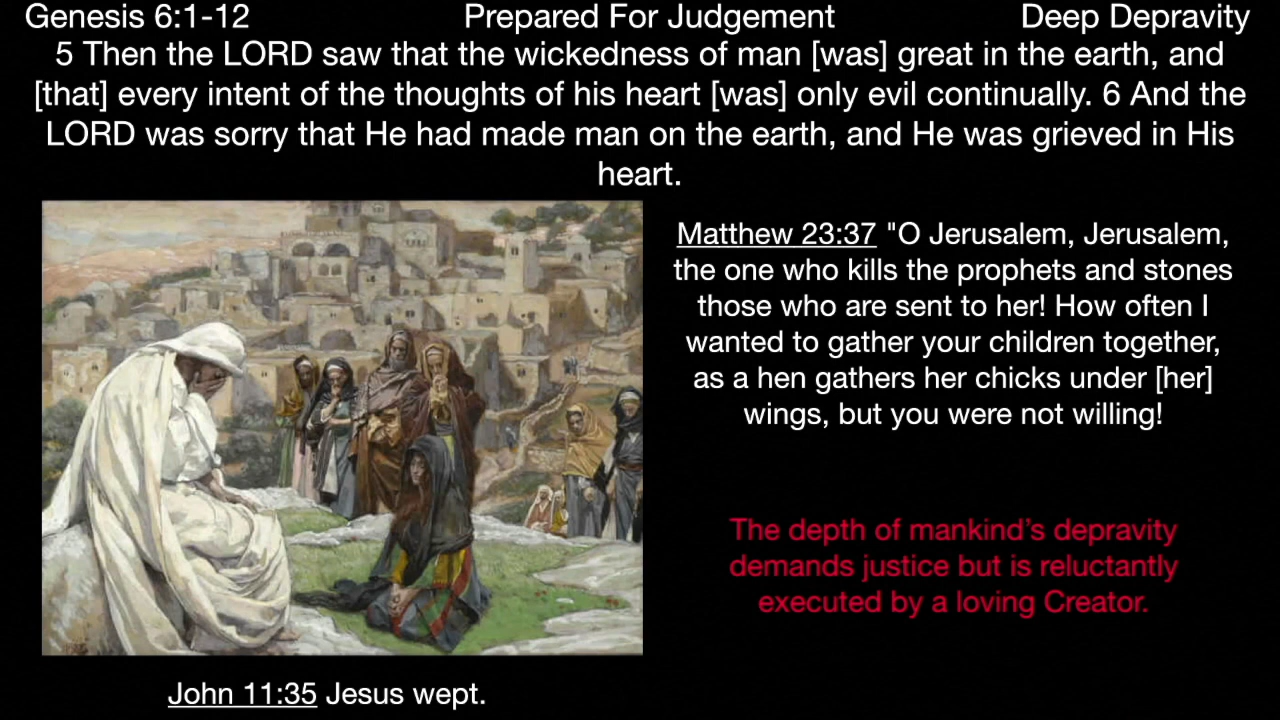 Genesis 6:1-12 Prepared For Judgement Deep Depravity
5 Then the LORD saw that the wickedness of man [was] great in the earth, and
[that] every intent of the thoughts of his heart [was] only evil continually. 6 And the
LORD was sorry that He had made man on the earth, and He was grieved in His
heart.
Matthew 23:37 "O Jerusalem, Jerusalem,
the one who kills the prophets and stones
those who are sent to her! How often I
wanted to gather your children together,
as a hen gathers her chicks under [her]
wings, but you were not willing!
The depth of mankind’s depravity
demands justice but is reluctantly
executed by a loving Creator.
John 11:35 Jesus wept.